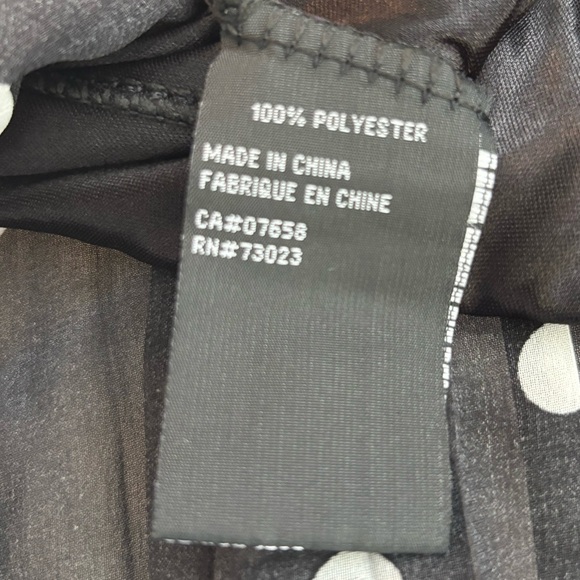 100% POLYESTER
MADE IN CHINA
FABRIQUE EN CHINE
CA#07658
RN#73023